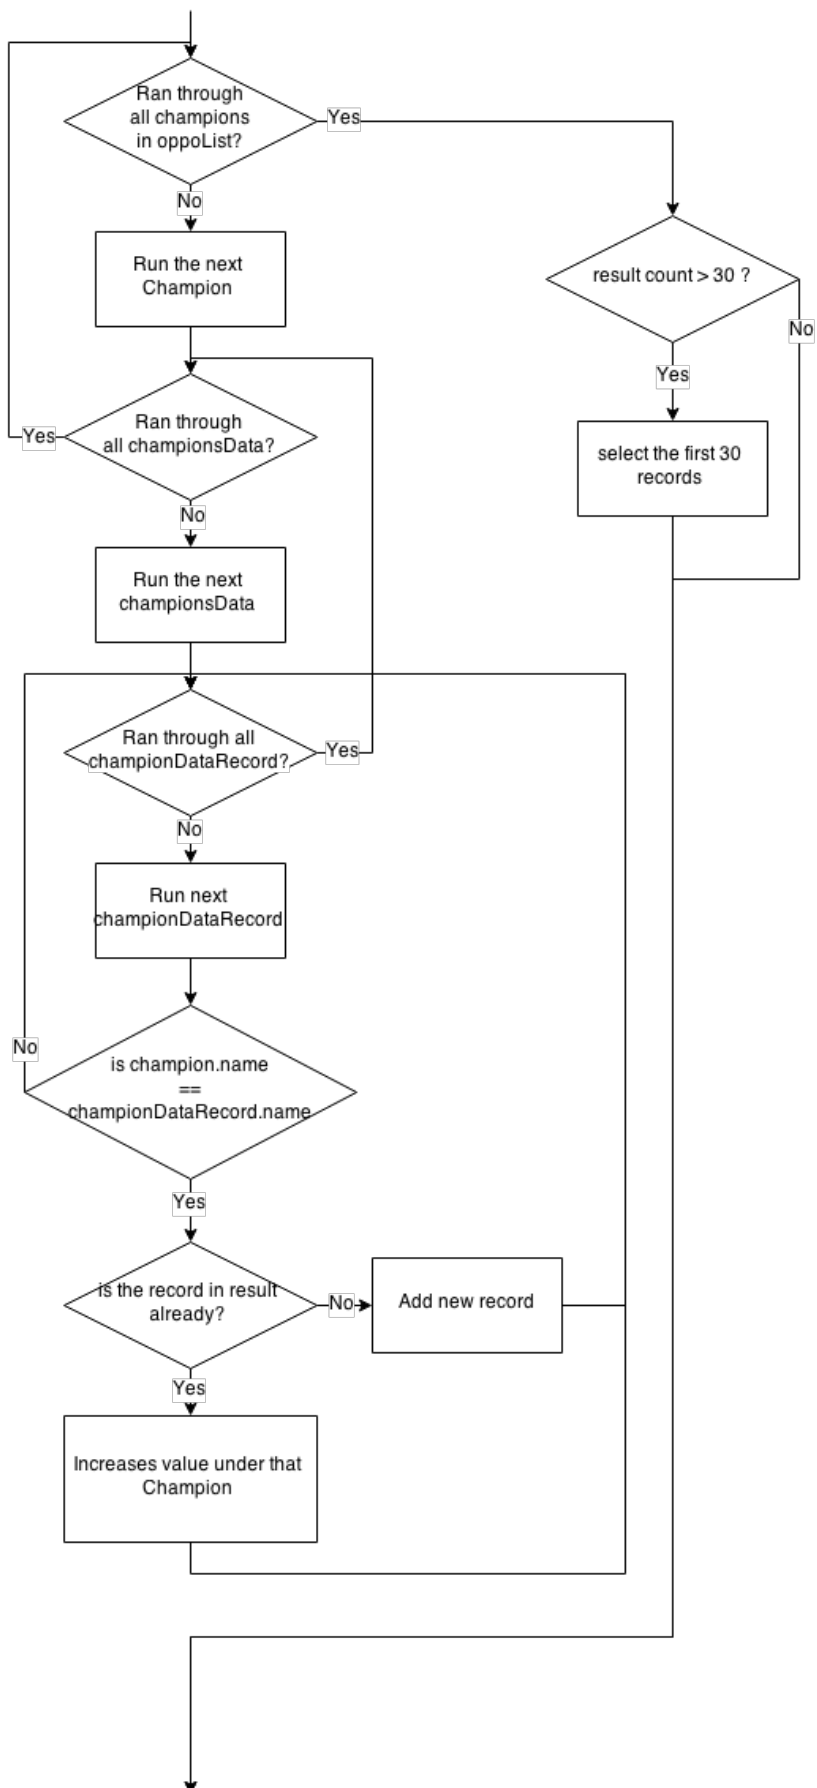 Ran through
all champions
in oppoList?
Yes
No
Run the next
Champion
result count > 30 ?
No
Yes
select the first 30
records
Ran through
all championsData?
Yes
No
Run the next
championsData
Ran through all
championDataRecord?
Yes
No
Run next
championDataRecord
No
is champion.name
==
championDataRecord.name
Yes
is the record in result
already?
No
Add new record
Yes
Increases value under that
Champion